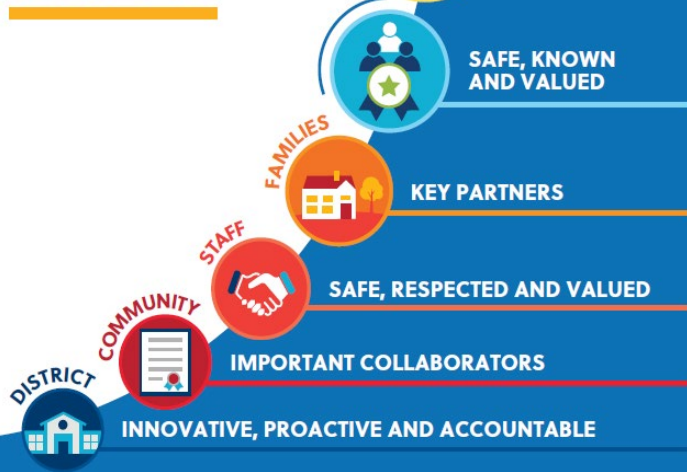 SAFE, KNOWN
AND VALUED
FAMILIES
KEY PARTNERS
STAFF
SAFE, RESPECTED AND VALUED
COMMUNITY
IMPORTANT COLLABORATORS
DISTRICT
INNOVATIVE, PROACTIVE AND ACCOUNTABLE